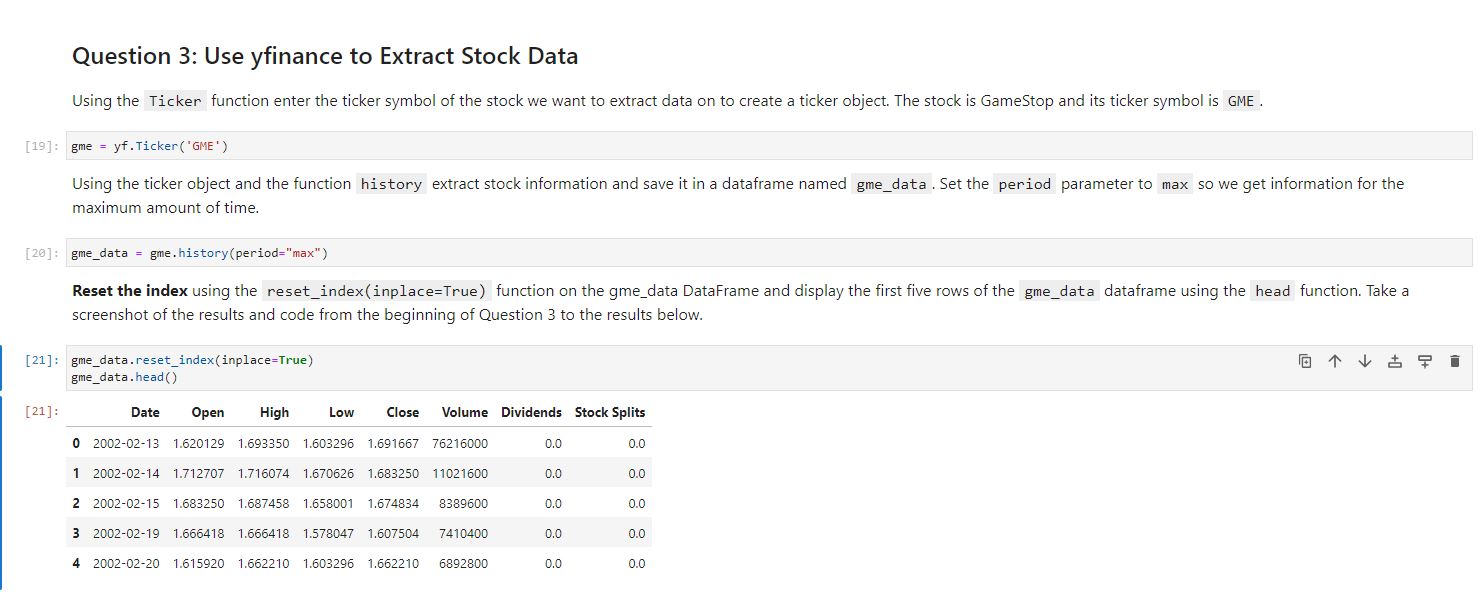 Question 3: Use yfinance to Extract Stock Data
Using the Ticker function enter the ticker symbol of the stock we want to extract data on to create a ticker object. The stock is GameStop and its ticker symbol is GME .
[19]: gme = yf.Ticker('GME')
Using the ticker object and the function history extract stock information and save it in a dataframe named gme_data . Set the period parameter to max so we get information for the
maximum amount of time.
[20]: gme_data = gme.history(period="max")
Reset the index using the reset_index(inplace=True) function on the gme_data DataFrame and display the first five rows of the gme_data dataframe using the head function. Take a
screenshot of the results and code from the beginning of Question 3 to the results below.
[21]: gme_data.reset_index(inplace=True)
gme_data.head()
[21]: Date Open High Low Close Volume Dividends Stock Splits
0 2002-02-13 1.620129 1.693350 1.603296 1.691667 76216000 0.0 0.0
1 2002-02-14 1.712707 1.716074 1.670626 1.683250 11021600 0.0 0.0
2 2002-02-15 1.683250 1.687458 1.658001 1.674834 8389600 0.0 0.0
3 2002-02-19 1.666418 1.666418 1.578047 1.607504 7410400 0.0 0.0
4 2002-02-20 1.615920 1.662210 1.603296 1.662210 6892800 0.0 0.0